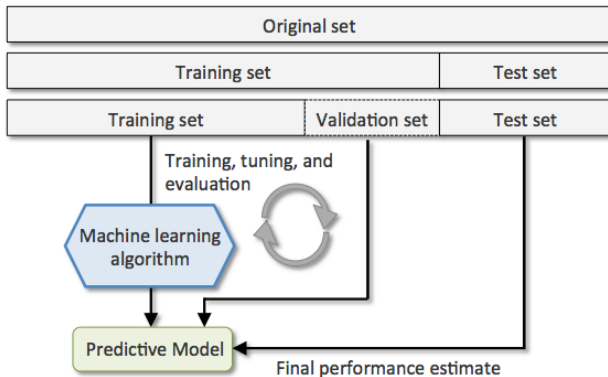 Original set
Training set Test set
Training set Validation set Test set
Training, tuning, and
evaluation
Machine learning
algorithm
Predictive Model
Final performance estimate